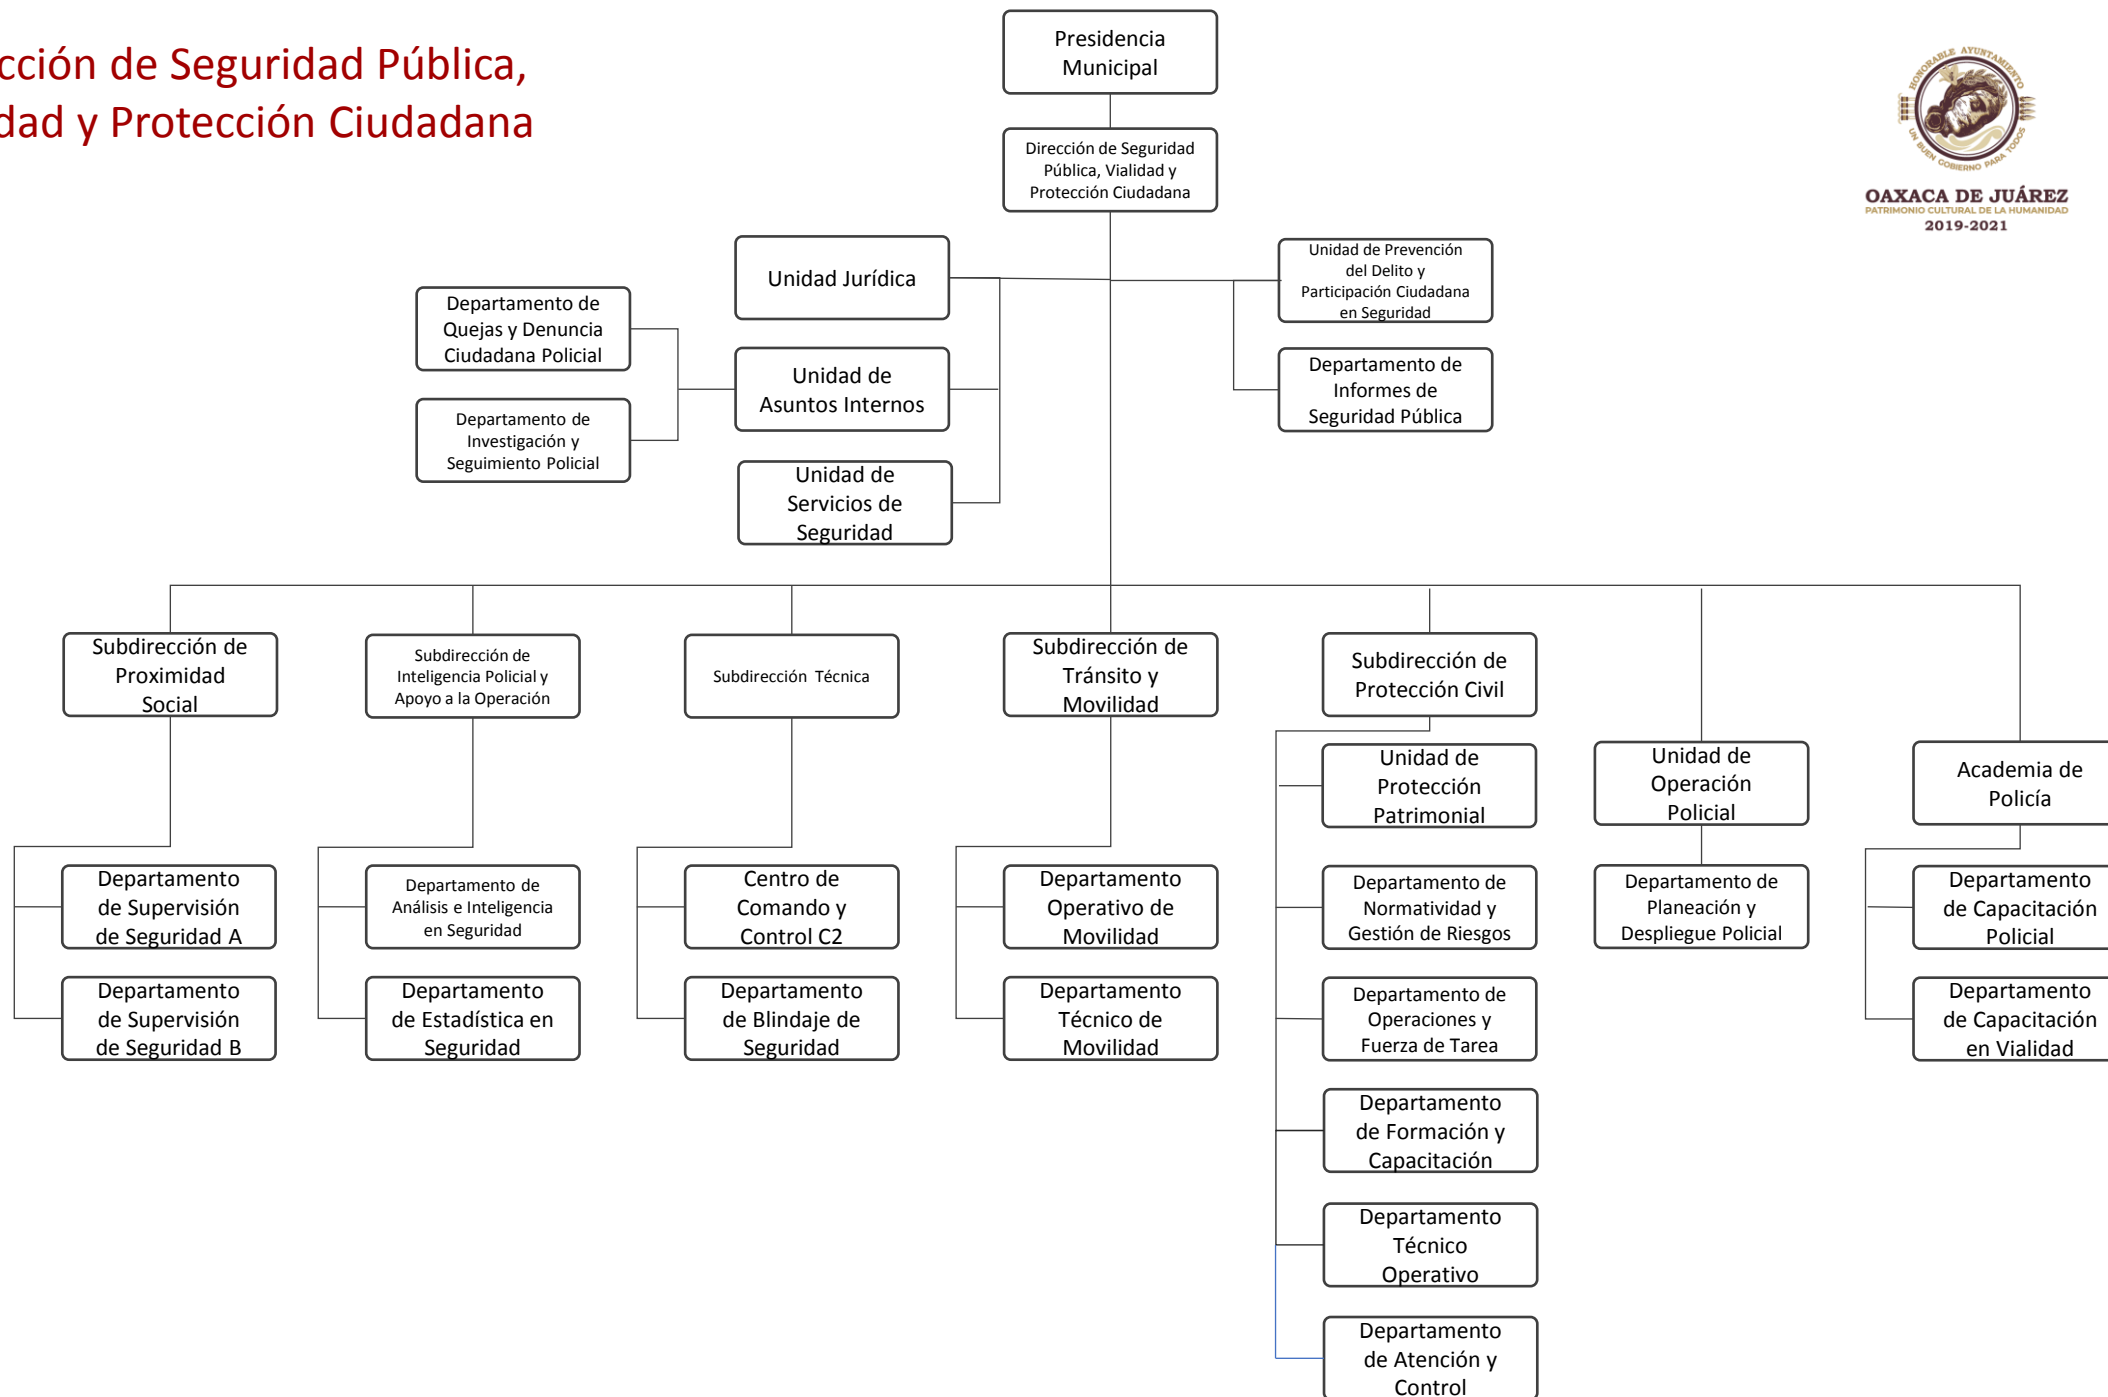 cción de Seguridad Pública,
dad y Protección Ciudadana
Presidencia
Municipal
HONORABLE AYUNTAMIENTO
UN BUEN GOBIERNO PARA TODOS
OAXACA DE JUÁREZ
PATRIMONIO CULTURAL DE LA HUMANIDAD
2019-2021
Dirección de Seguridad
Pública, Vialidad y
Protección Ciudadana
Unidad Jurídica
Unidad de Prevención
del Delito y
Participación Ciudadana
en Seguridad
Departamento de
Quejas y Denuncia
Ciudadana Policial
Unidad de
Asuntos Internos
Departamento de
Informes de
Seguridad Pública
Departamento de
Investigación y
Seguimiento Policial
Unidad de
Servicios de
Seguridad
Subdirección de
Proximidad
Social
Subdirección de
Inteligencia Policial y
Apoyo a la Operación
Subdirección Técnica
Subdirección de
Tránsito y
Movilidad
Subdirección de
Protección Civil
Unidad de
Protección
Patrimonial
Unidad de
Operación
Policial
Academia de
Policía
Departamento
de Supervisión
de Seguridad A
Departamento de
Análisis e Inteligencia
en Seguridad
Centro de
Comando y
Control C2
Departamento
Operativo de
Movilidad
Departamento de
Normatividad y
Gestión de Riesgos
Departamento de
Planeación y
Despliegue Policial
Departamento
de Capacitación
Policial
Departamento
de Supervisión
de Seguridad B
Departamento
de Estadística en
Seguridad
Departamento
de Blindaje de
Seguridad
Departamento
Técnico de
Movilidad
Departamento de
Operaciones y
Fuerza de Tarea
Departamento
de Capacitación
en Vialidad
Departamento
de Formación y
Capacitación
Departamento
Técnico
Operativo
Departamento
de Atención y
Control